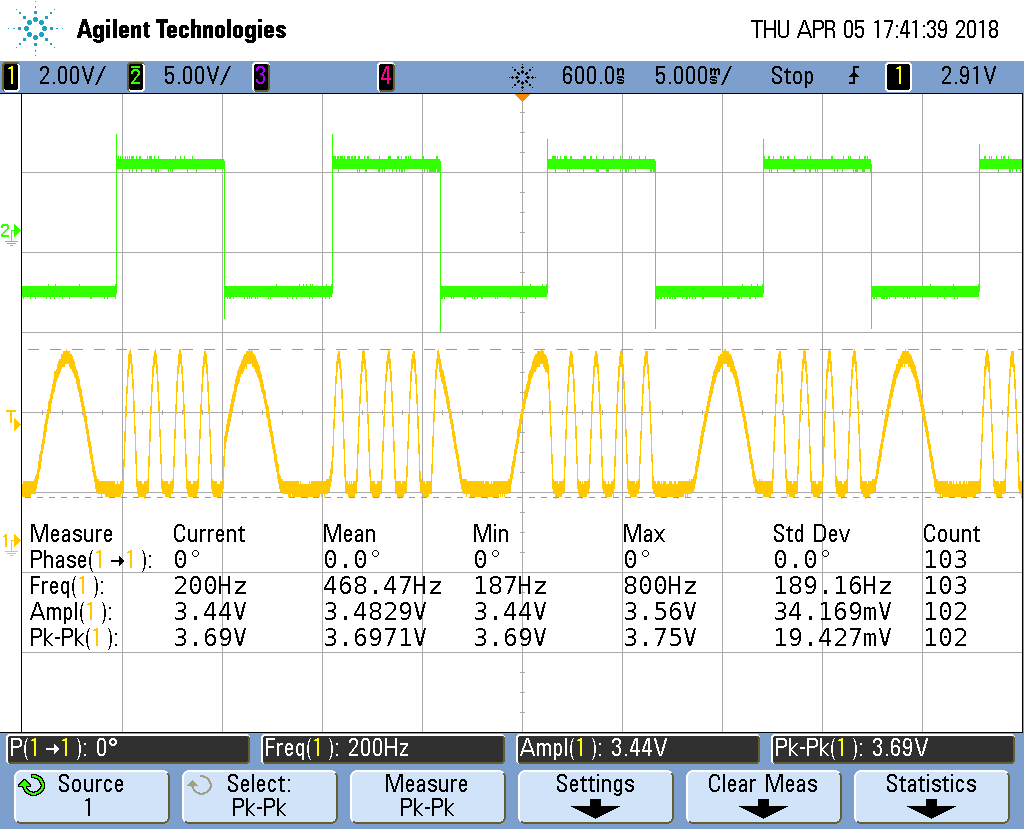 Agilent Technologies
THU APR 05 17:41:39 2018
1 2.00V/ 2 5.00V/ 3 4 600.0s 5.000m/ Stop 1 2.91V
2
T
1
Measure Current Mean Min Max Std Dev Count
Phase(1→1): 0° 0.0° 0° 0° 0.0° 103
Freq(1): 200Hz 468.47Hz 187Hz 800Hz 189.16Hz 103
Ampl(1): 3.44V 3.4829V 3.44V 3.56V 34.169mV 102
Pk-Pk(1): 3.69V 3.6971V 3.69V 3.75V 19.427mV 102
P(1→1): 0° Freq(1): 200Hz Ampl(1): 3.44V Pk-Pk(1): 3.69V
Source Select: Measure Settings Clear Meas Statistics
1 Pk-Pk Pk-Pk